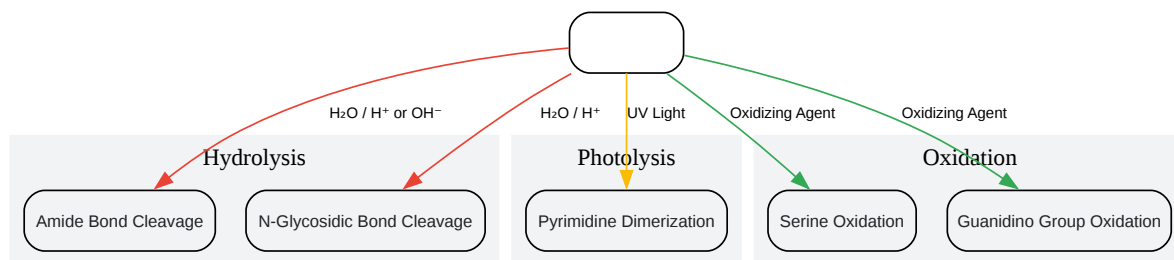 H₂O / H⁺ or OH⁻
H₂O / H⁺
UV Light
Oxidizing Agent
Oxidizing Agent
Hydrolysis
Photolysis
Oxidation
Amide Bond Cleavage
N-Glycosidic Bond Cleavage
Pyrimidine Dimerization
Serine Oxidation
Guanidino Group Oxidation